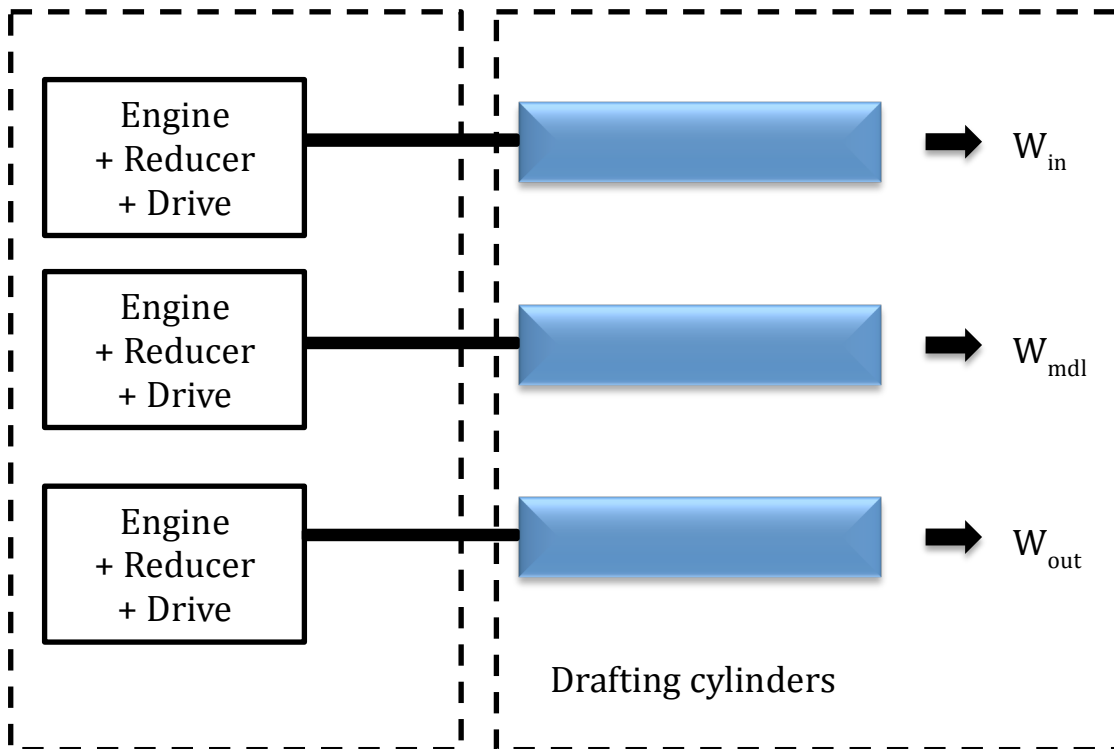 Engine
+ Reducer
+ Drive
W_in
Engine
+ Reducer
+ Drive
W_mdl
Engine
+ Reducer
+ Drive
W_out
Drafting cylinders